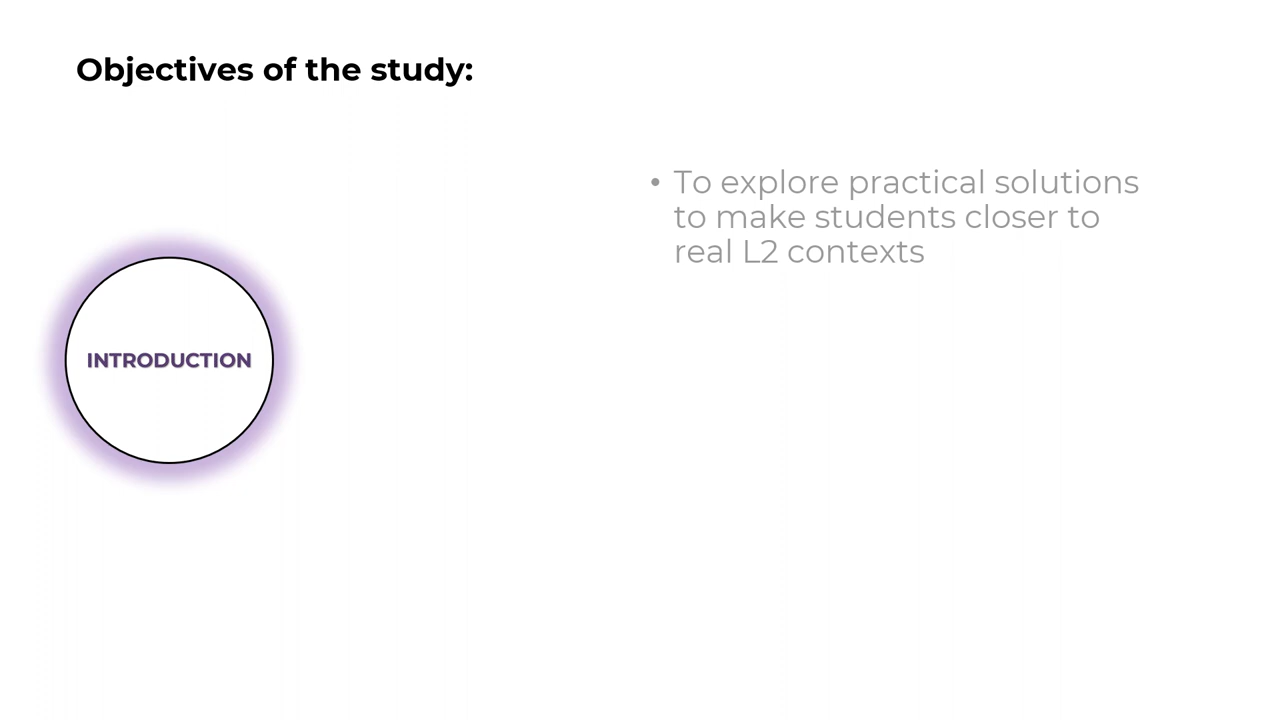 Objectives of the study:
• To explore practical solutions
to make students closer to
real L2 contexts
INTRODUCTION